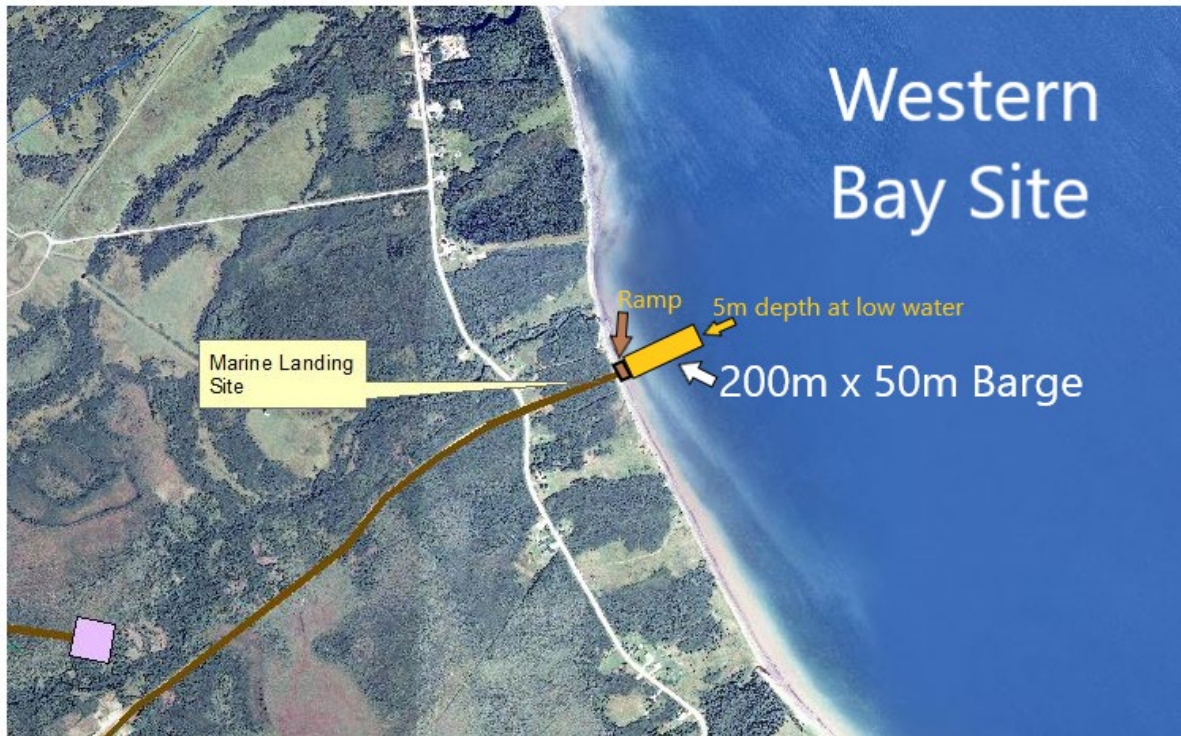 Western
Bay Site
Ramp
5m depth at low water
Marine Landing
Site
200m x 50m Barge